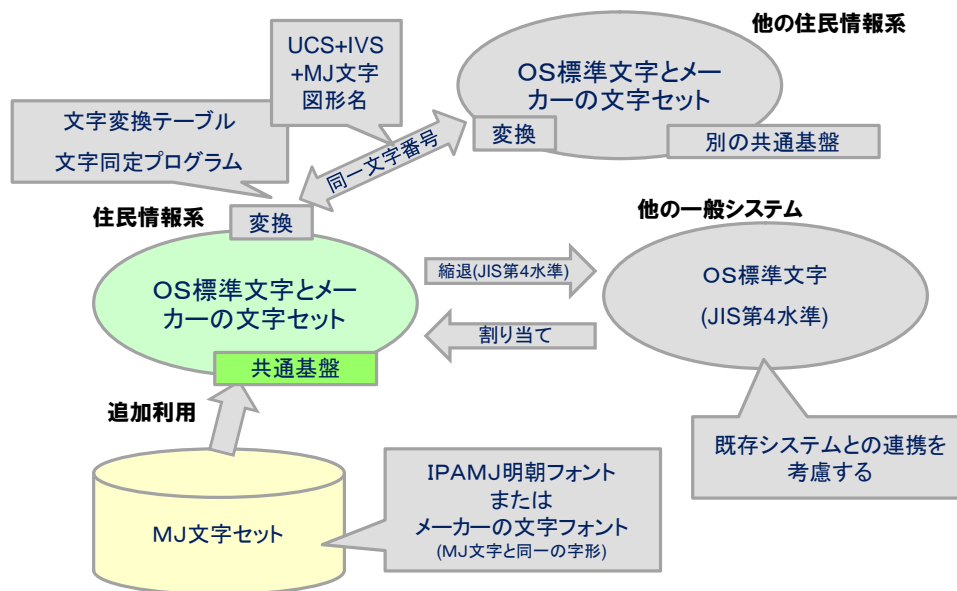 他の住民情報系
UCS+IVS
+MJ文字
図形名
OS標準文字とメー
カーの文字セット
変換
別の共通基盤
文字変換テーブル
文字同定プログラム
同一文字番号
住民情報系
変換
OS標準文字とメー
カーの文字セット
共通基盤
縮退(JIS第4水準)
割り当て
他の一般システム
OS標準文字
(JIS第4水準)
追加利用
既存システムとの連携を
考慮する
MJ文字セット
IPAMJ明朝フォント
または
メーカーの文字フォント
(MJ文字と同一の字形)